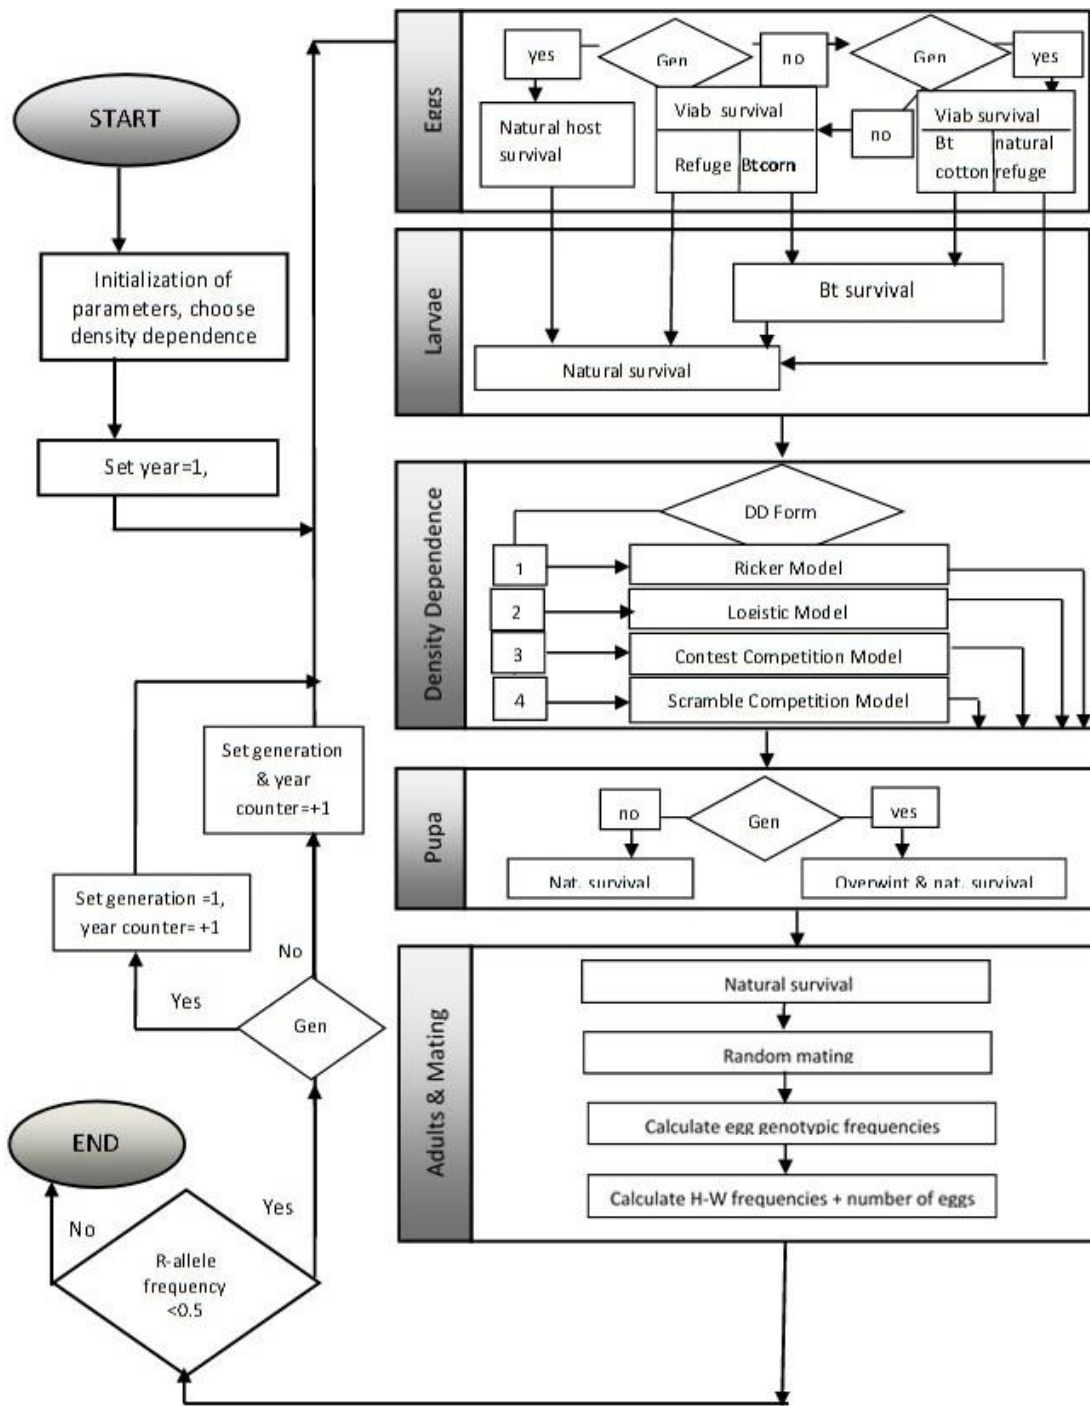 START
Initialization of
parameters, choose
density dependence
Set year=1,
Eggs
yes
Gen
no
Gen
yes
Natural host
survival
Viab survival
Refuge
Bt corn
no
Viab survival
Bt
cotton
natural
refuge
Larvae
Bt survival
Natural survival
Density Dependence
DD Form
1
Ricker Model
2
Logistic Model
3
Contest Competition Model
4
Scramble Competition Model
Set generation
& year
counter=+1
Pupa
no
Gen
yes
Nat. survival
Overwint & nat. survival
Set generation =1,
year counter= +1
No
Yes
Gen
Adults & Mating
Natural survival
Random mating
Calculate egg genotypic frequencies
Calculate H-W frequencies + number of eggs
END
No
Yes
R-allele
frequency
<0.5